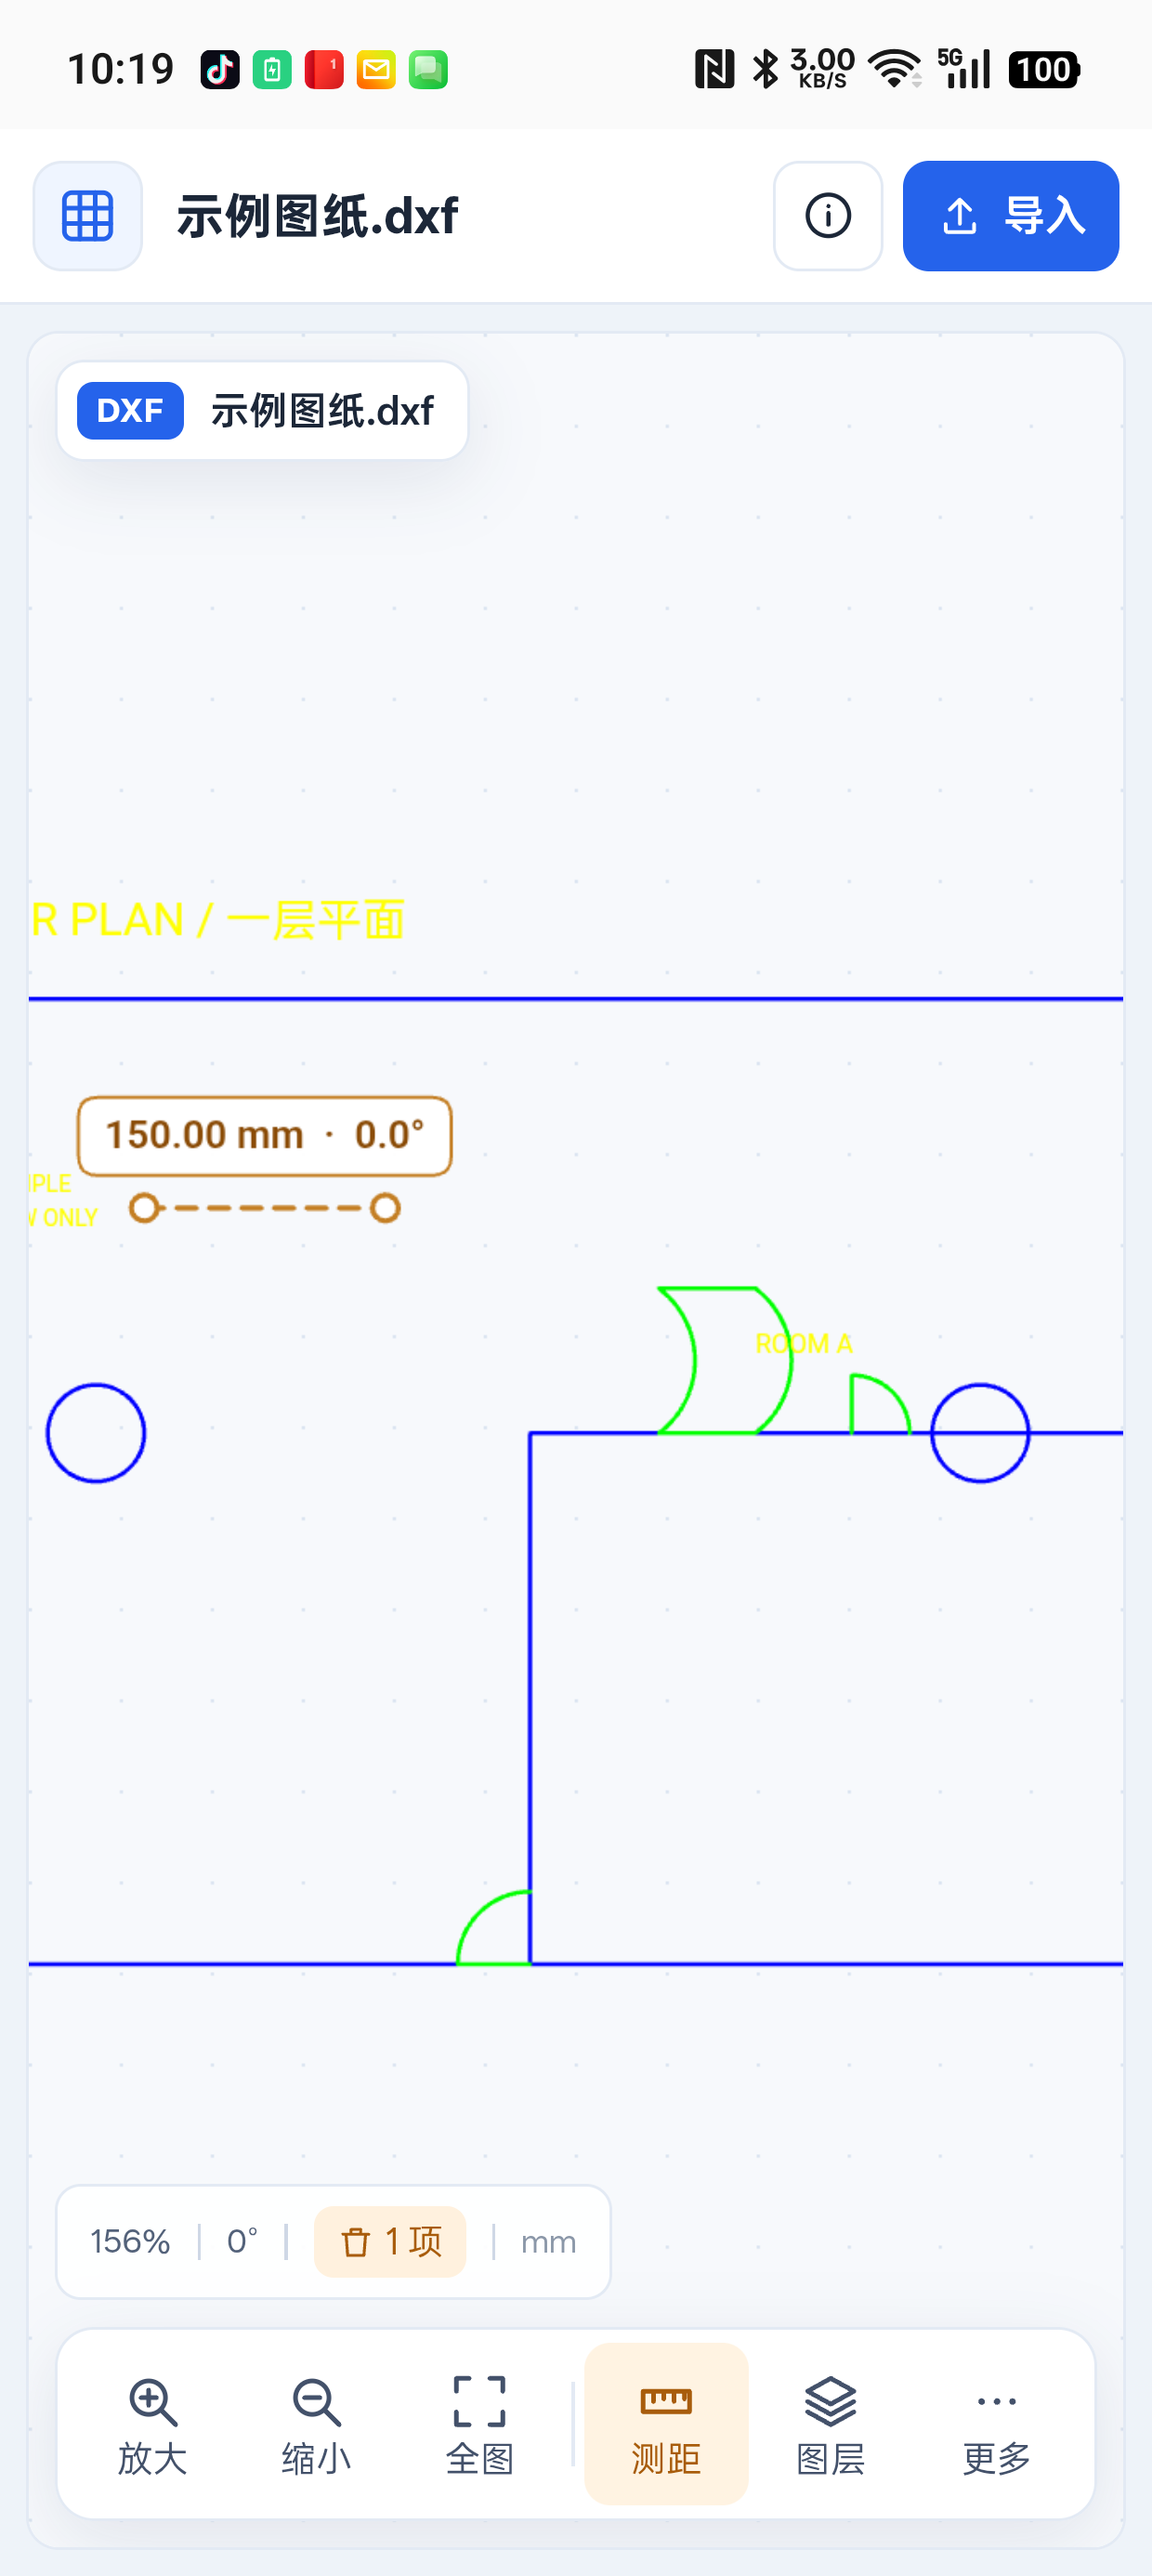 10:19
3.00 KB/S
5G
100
示例图纸.dxf
导入
DXF 示例图纸.dxf
R PLAN / 一层平面
150.00 mm · 0.0°
IPLE
ONLY
ROOM A
156% 0° 1 项 mm
放大 缩小 全图 测距 图层 更多